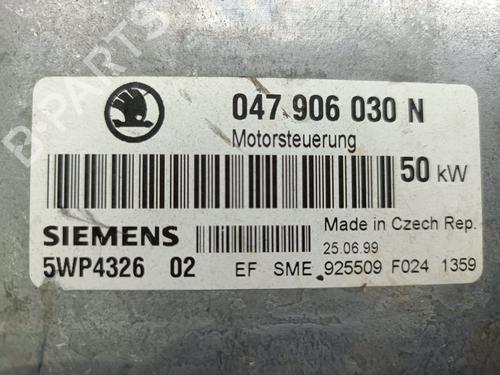 047 906 030 N
Motorsteuerung
50 kW
Made in Czech Rep.
SIEMENS
25.06.99
5WP4326 02 EF SME 925509 F024 1359
B-PARTS